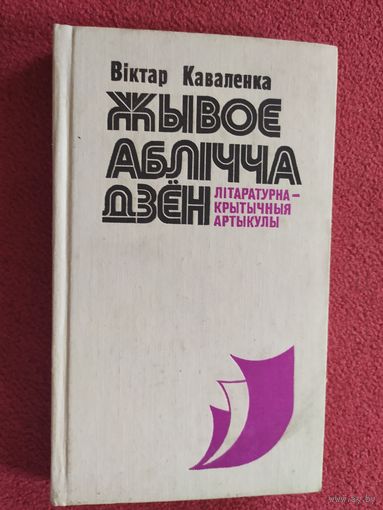 Віктар Каваленка
ЖЫВОЕ
АБЛІЧЧА
ДЗЁН
ЛІТАРАТУРНА-
КРЫТЫЧНЫЯ
АРТЫКУЛЫ